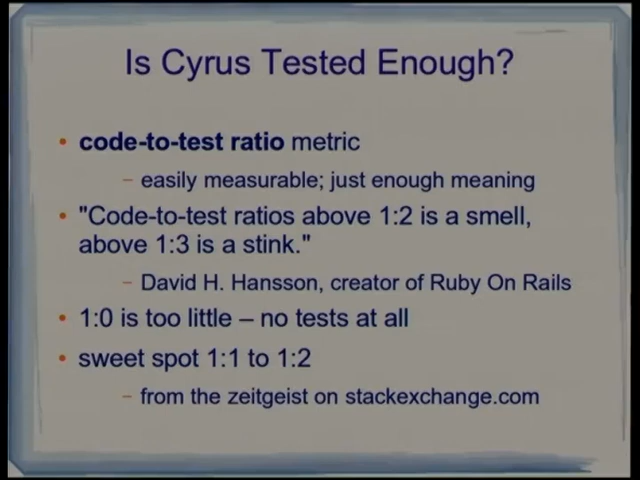 Is Cyrus Tested Enough?
• code-to-test ratio metric
– easily measurable; just enough meaning
• "Code-to-test ratios above 1:2 is a smell,
above 1:3 is a stink."
– David H. Hansson, creator of Ruby On Rails
• 1:0 is too little – no tests at all
• sweet spot 1:1 to 1:2
– from the zeitgeist on stackexchange.com